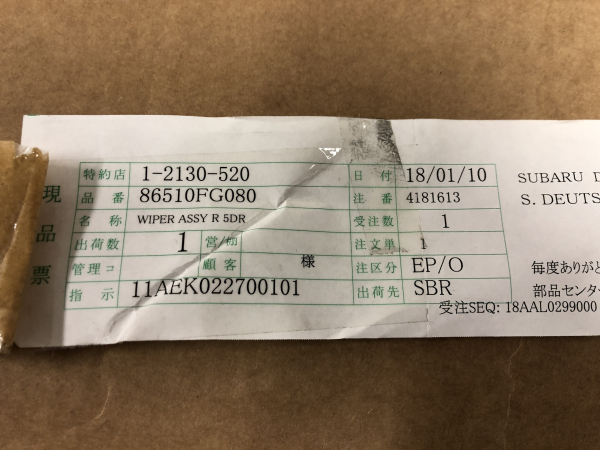 現品票
特約店 1-2130-520 日付 18/01/10
品番 86510FG080 注番 4181613
名称 WIPER ASSY R 5DR 受注数 1
出荷数 1 営/棚 注文単 1
管理コ 顧客 様 注区分 EP/O
指示 11AEK022700101 出荷先 SBR
受注SEQ: 18AAL0299000
SUBARU D
S. DEUTS
毎度ありがと
部品センター